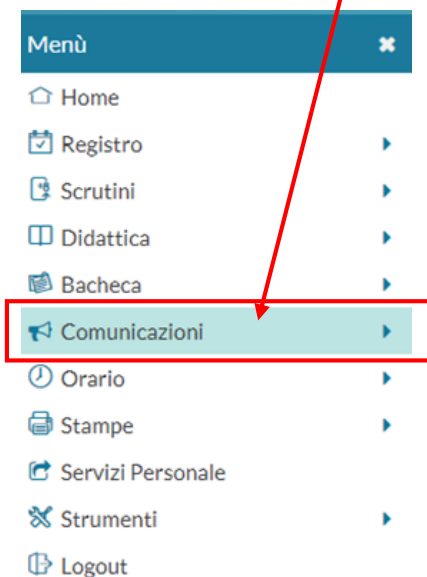 Menù
Home
Registro
Scrutini
Didattica
Bacheca
Comunicazioni
Orario
Stampe
Servizi Personale
Strumenti
Logout